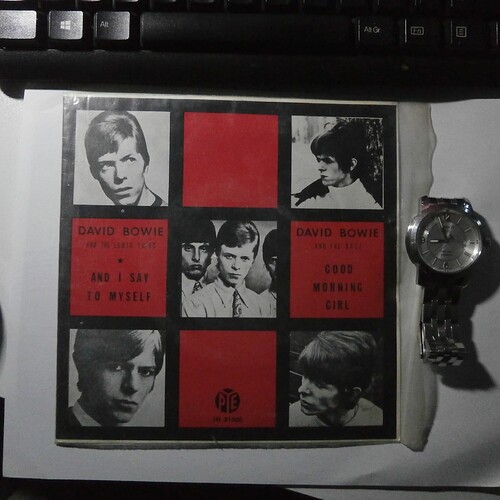 Alt
Alt Gr
Fn
DAVID BOWIE
AND THE LOWER THIRD
AND I SAY
TO MYSELF
DAVID BOWIE
AND THE BUZZ
GOOD
MORNING
GIRL
PYE